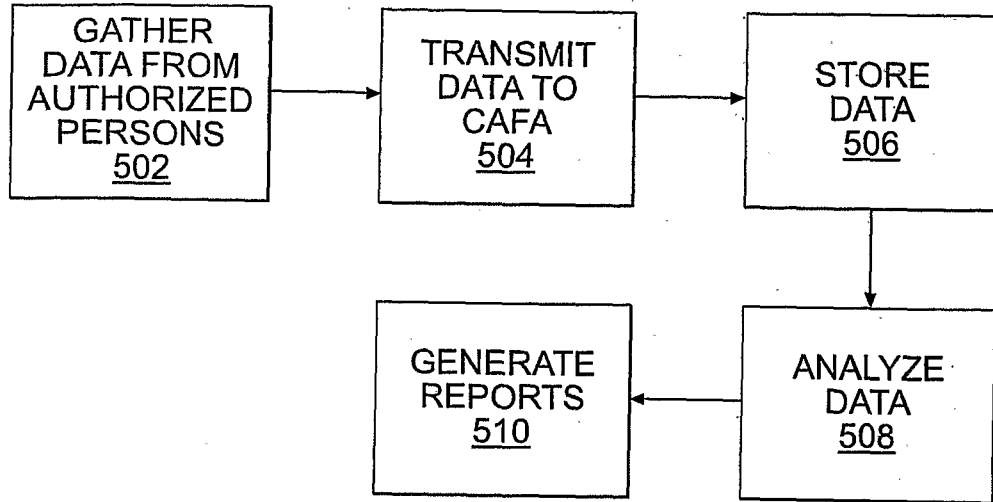 GATHER
DATA FROM
AUTHORIZED
PERSONS
502
TRANSMIT
DATA TO
CAFA
504
STORE
DATA
506
ANALYZE
DATA
508
GENERATE
REPORTS
510